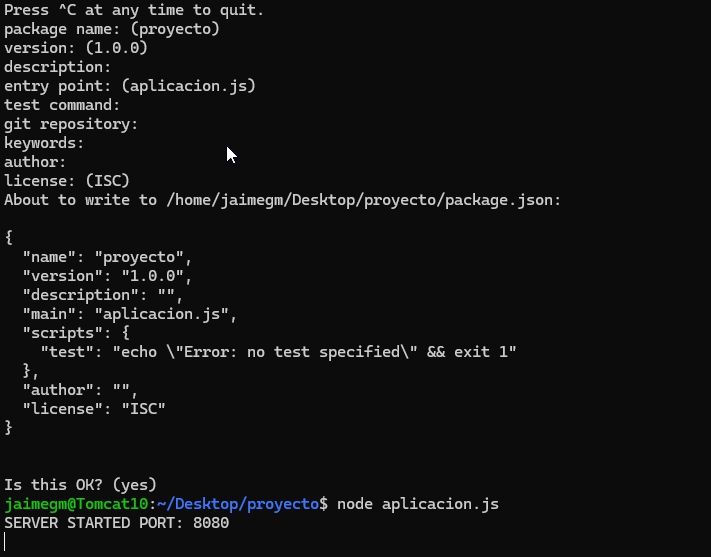 Press ^C at any time to quit.
package name: (proyecto)
version: (1.0.0)
description:
entry point: (aplicacion.js)
test command:
git repository:
keywords:
author:
license: (ISC)
About to write to /home/jaimegm/Desktop/proyecto/package.json:
{
  "name": "proyecto",
  "version": "1.0.0",
  "description": "",
  "main": "aplicacion.js",
  "scripts": {
    "test": "echo \"Error: no test specified\" && exit 1"
  },
  "author": "",
  "license": "ISC"
}
Is this OK? (yes)
jaimegm@Tomcat10:~/Desktop/proyecto$ node aplicacion.js
SERVER STARTED PORT: 8080